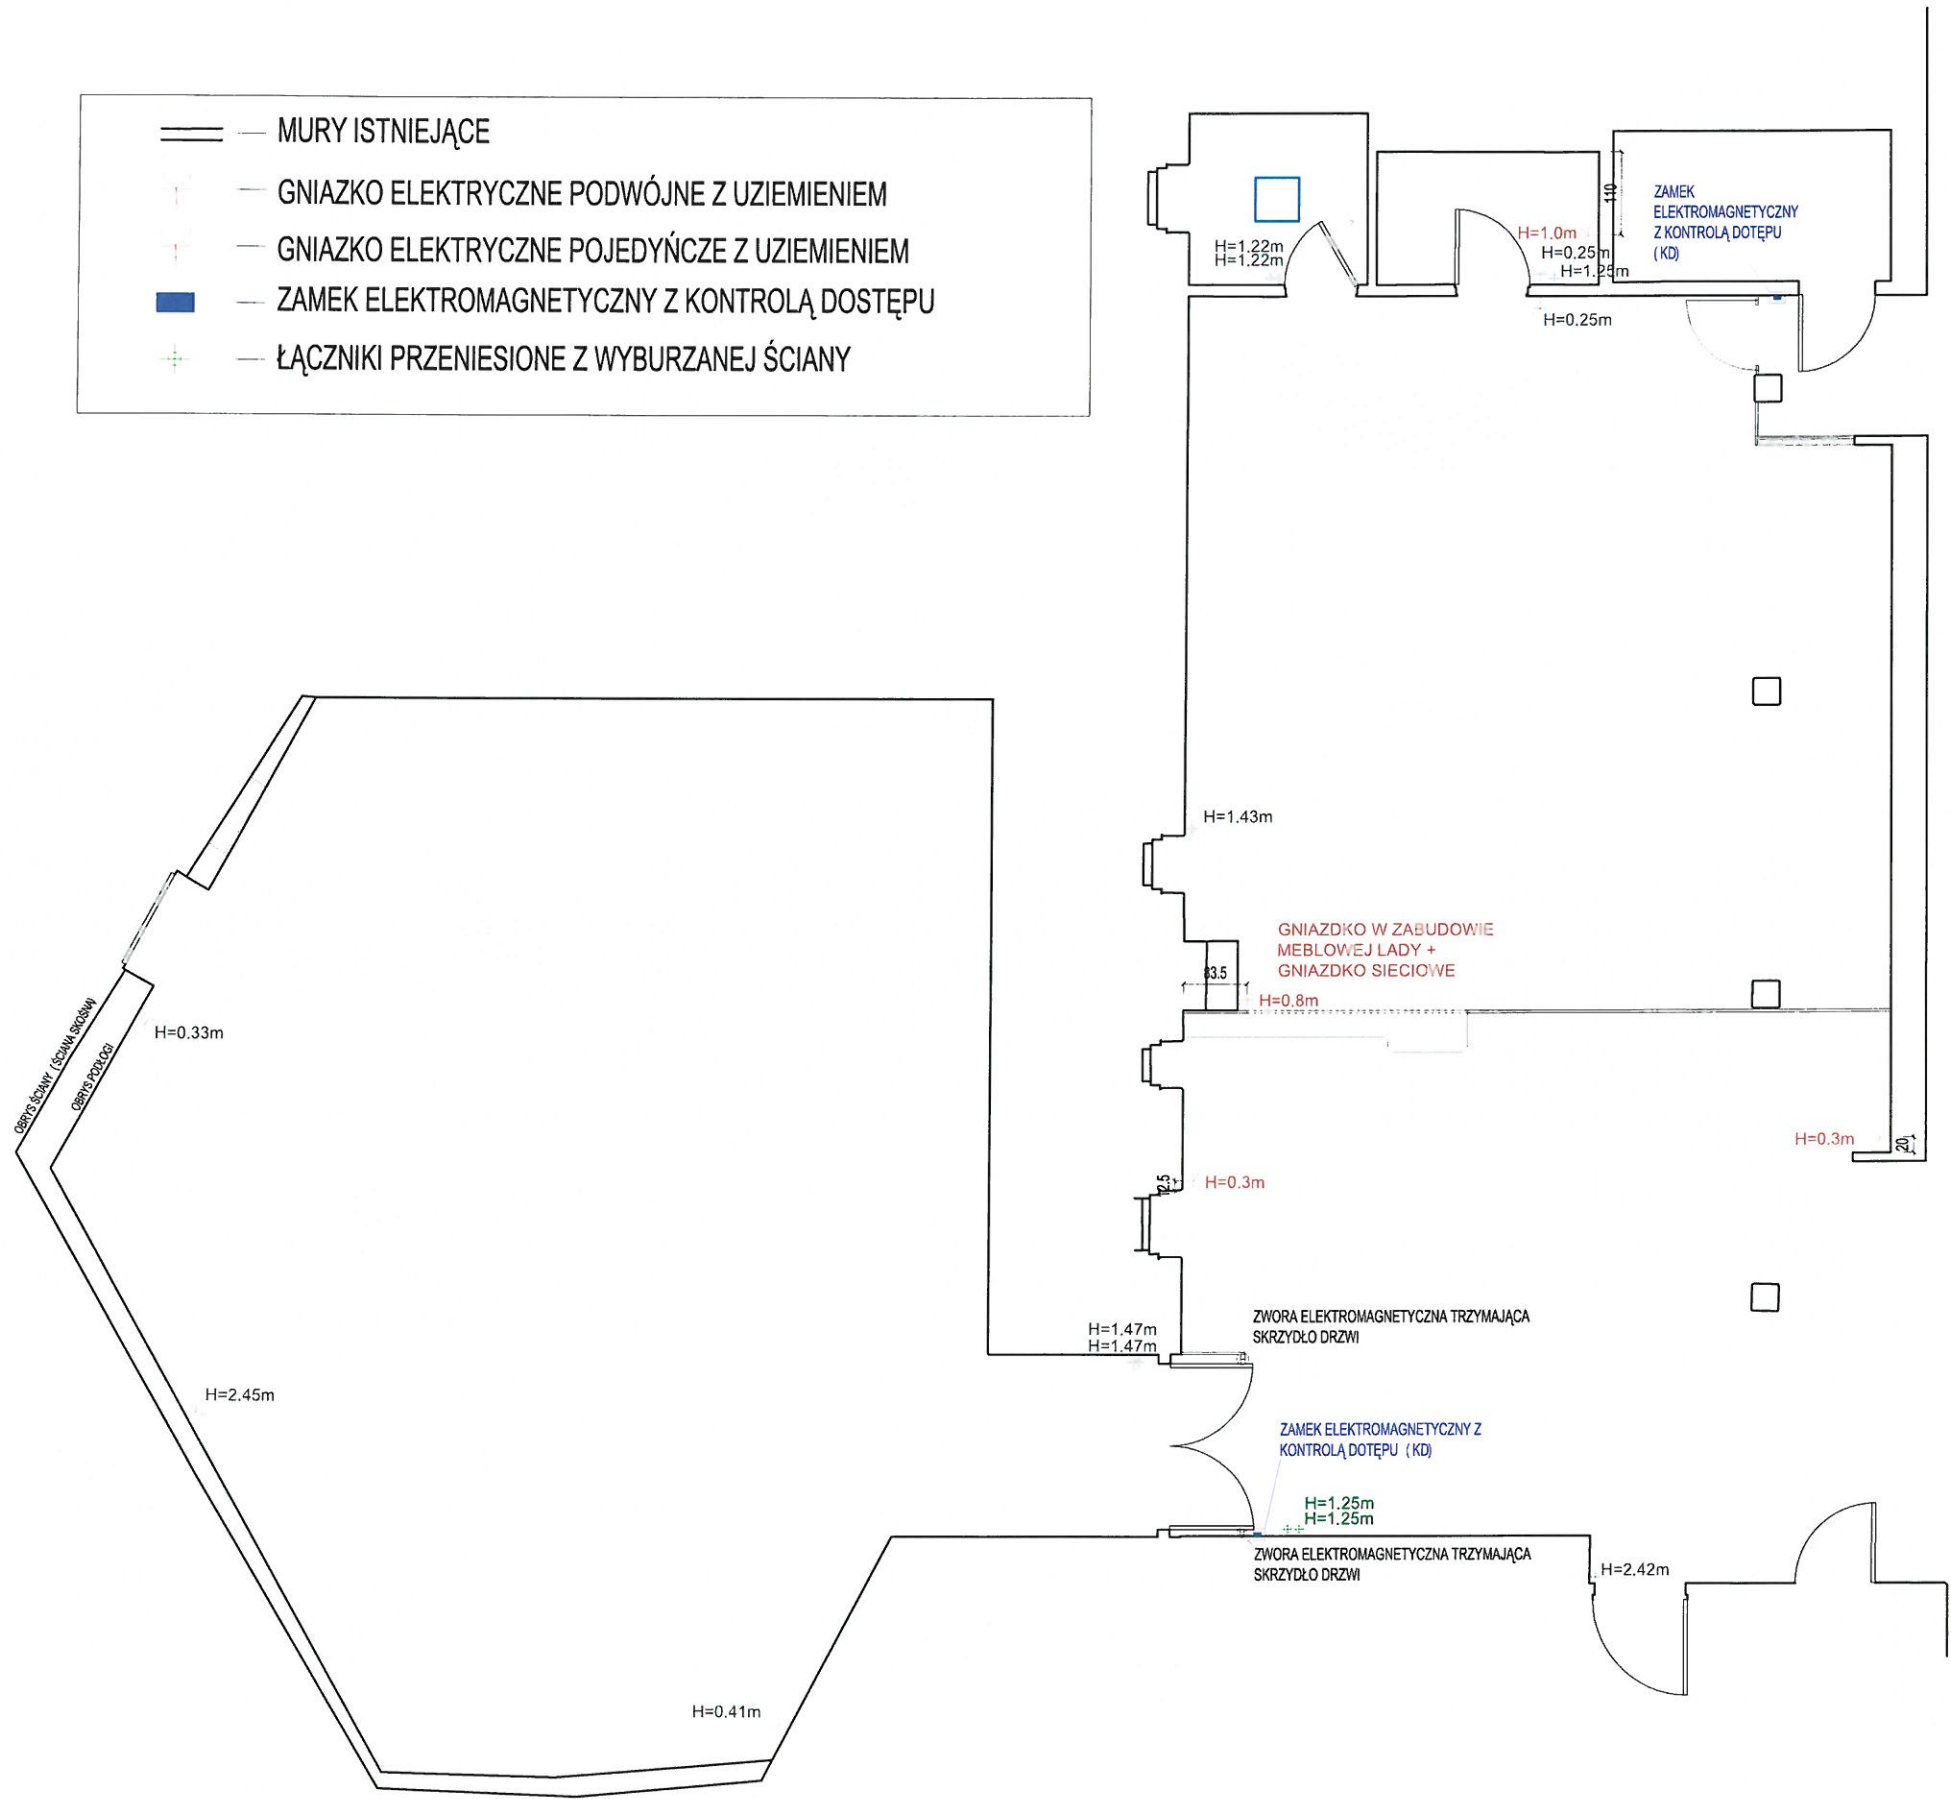 MURY ISTNIEJĄCE
GNIAZKO ELEKTRYCZNE PODWÓJNE Z UZIEMIENIEM
GNIAZKO ELEKTRYCZNE POJEDYŃCZE Z UZIEMIENIEM
ZAMEK ELEKTROMAGNETYCZNY Z KONTROLĄ DOSTĘPU
ŁĄCZNIKI PRZENIESIONE Z WYBURZANEJ ŚCIANY
110
ZAMEK
ELEKTROMAGNETYCZNY
Z KONTROLĄ DOTĘPU
( KD)
H=1.22m
H=1.22m
H=1.0m
H=0.25m
H=1.25m
H=0.25m
H=1.43m
GNIAZDKO W ZABUDOWIE
MEBLOWEJ LADY +
GNIAZDKO SIECIOWE
83.5
H=0.8m
OBRYS ŚCIANY ( ŚCIANA SKOŚNA)
OBRYS PODŁOGI
H=0.33m
H=0.3m
20
12.5
H=0.3m
ZWORA ELEKTROMAGNETYCZNA TRZYMAJĄCA
SKRZYDŁO DRZWI
H=1.47m
H=1.47m
H=2.45m
ZAMEK ELEKTROMAGNETYCZNY Z
KONTROLĄ DOTĘPU ( KD)
H=1.25m
H=1.25m
ZWORA ELEKTROMAGNETYCZNA TRZYMAJĄCA
SKRZYDŁO DRZWI
H=2.42m
H=0.41m